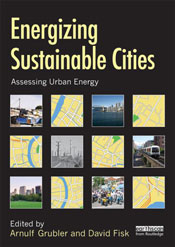 Energizing
Sustainable Cities
Assessing Urban Energy
Edited by
Arnulf Grubler and David Fisk
earthscan
from Routledge